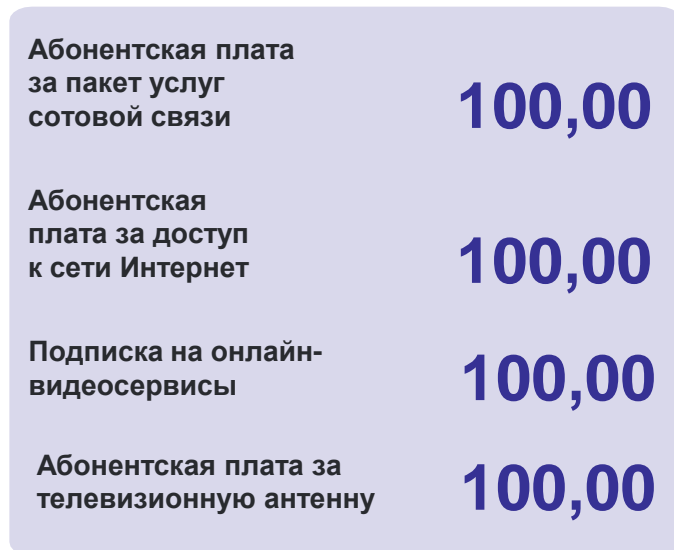 Абонентская плата
за пакет услуг
сотовой связи
100,00
Абонентская
плата за доступ
к сети Интернет
100,00
Подписка на онлайн-
видеосервисы
100,00
Абонентская плата за
телевизионную антенну
100,00